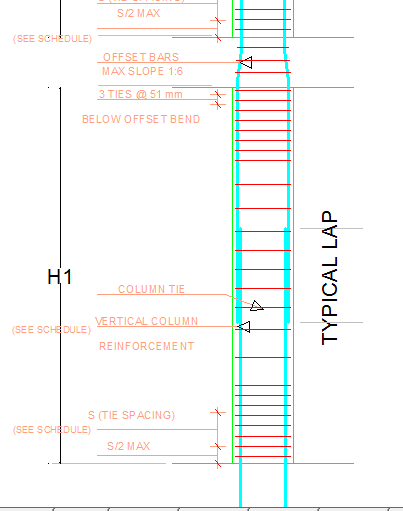 S/2 MAX
(SEE SCHEDULE)
OFFSET BARS
MAX SLOPE 1:6
3 TIES @ 51 mm
BELOW OFFSET BEND
TYPICAL LAP
H1
COLUMN TIE
VERTICAL COLUMN
(SEE SCHEDULE)
REINFORCEMENT
S (TIE SPACING)
(SEE SCHEDULE)
S/2 MAX